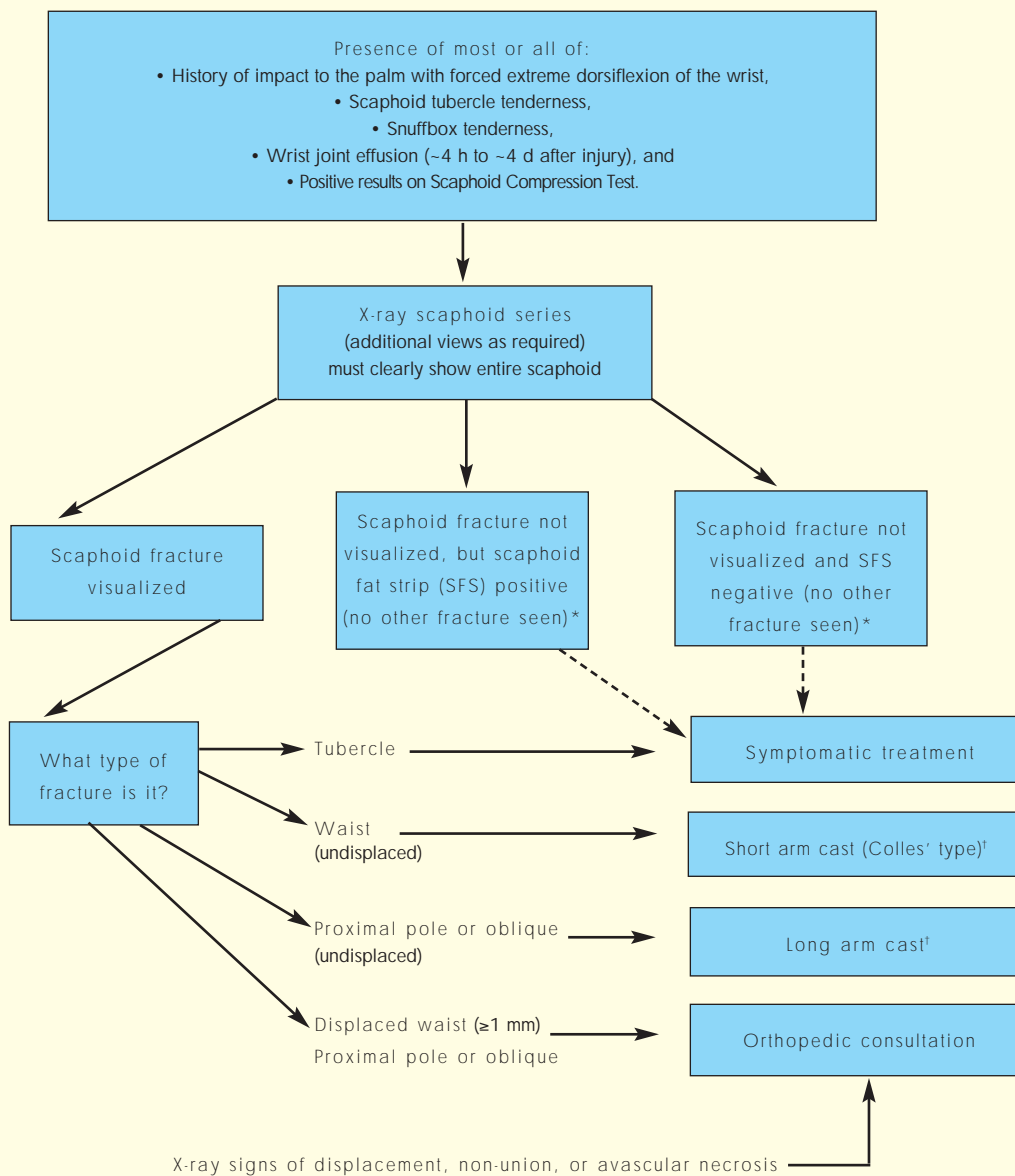 Presence of most or all of:
• History of impact to the palm with forced extreme dorsiflexion of the wrist,
• Scaphoid tubercle tenderness,
• Snuffbox tenderness,
• Wrist joint effusion (~4 h to ~4 d after injury), and
• Positive results on Scaphoid Compression Test.
X-ray scaphoid series
(additional views as required)
must clearly show entire scaphoid
Scaphoid fracture
visualized
Scaphoid fracture not
visualized, but scaphoid
fat strip (SFS) positive
(no other fracture seen)*
Scaphoid fracture not
visualized and SFS
negative (no other
fracture seen)*
What type of
fracture is it?
Tubercle
Symptomatic treatment
Waist
(undisplaced)
Short arm cast (Colles' type)†
Proximal pole or oblique
(undisplaced)
Long arm cast†
Displaced waist (≥1 mm)
Proximal pole or oblique
Orthopedic consultation
X-ray signs of displacement, non-union, or avascular necrosis